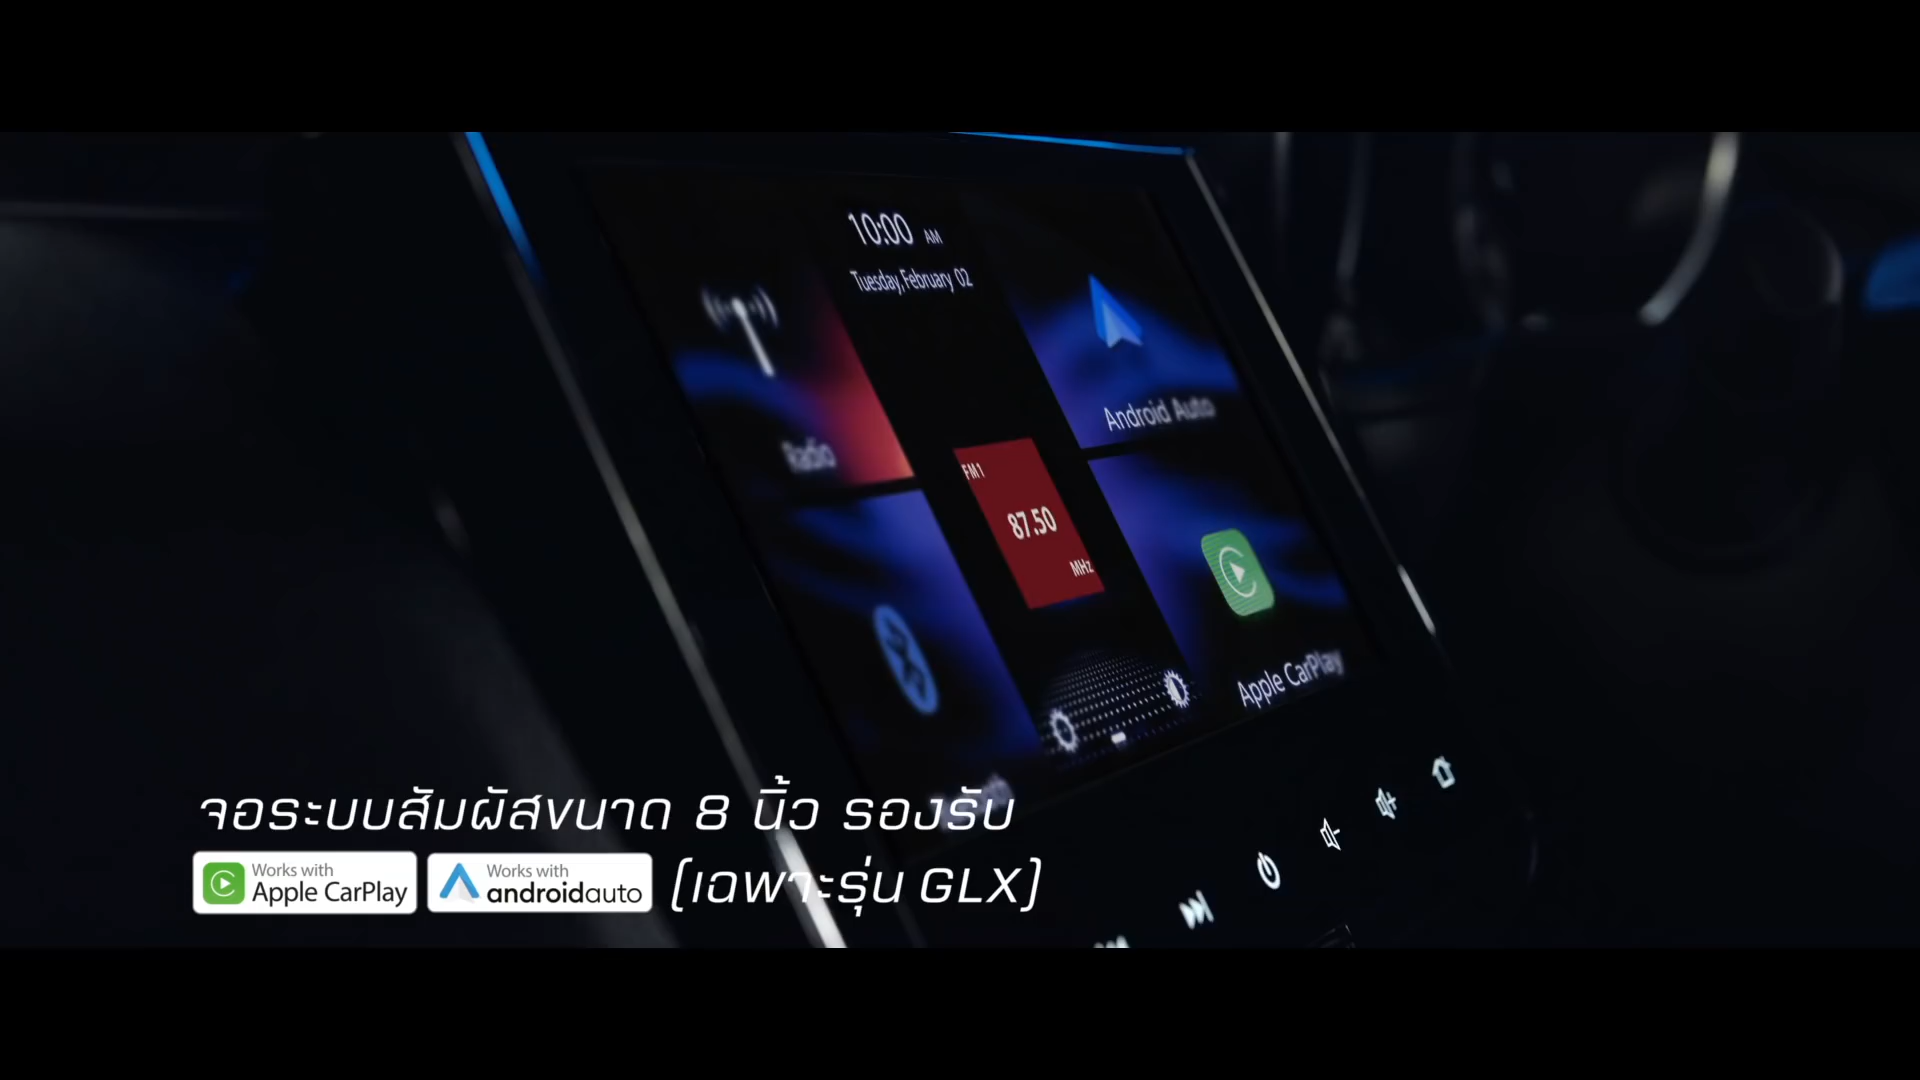 10:00 AM
Tuesday, February 02
Radio
Android Auto
FM1
87.50
MHz
Apple CarPlay
จอระบบสัมผัสขนาด 8 นิ้ว รองรับ
Works with Apple CarPlay Works with androidauto (เฉพาะรุ่น GLX)